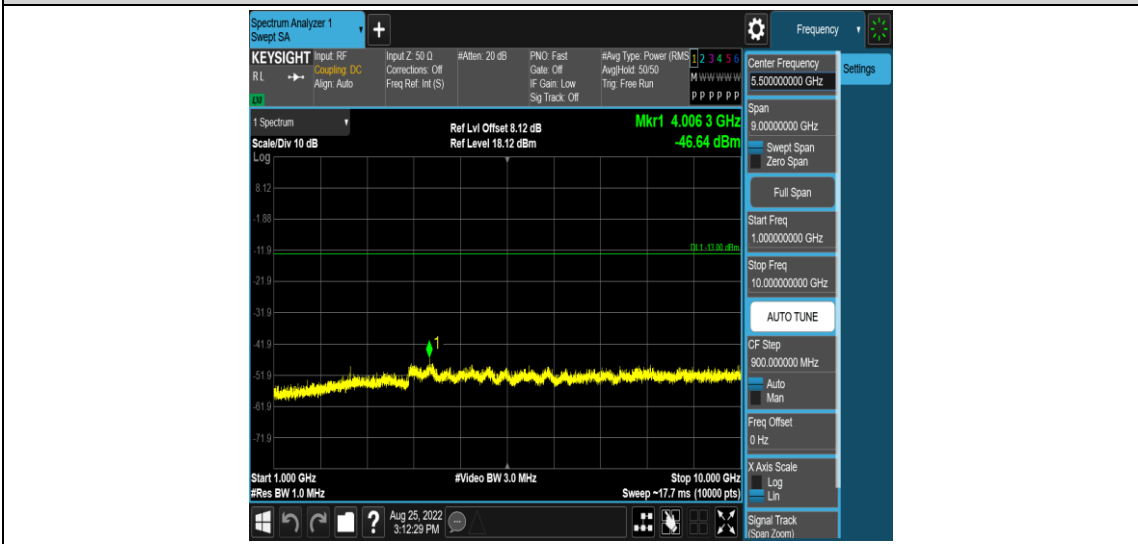 Spectrum Analyzer 1
Swept SA
+
Frequency
KEYSIGHT
R L
LXI
Input: RF
Coupling: DC
Align: Auto
Input Z: 50 Ω
Corrections: Off
Freq Ref: Int (S)
#Atten: 20 dB
PNO: Fast
Gate: Off
IF Gain: Low
Sig Track: Off
#Avg Type: Power (RMS
Avg|Hold: 50/50
Trig: Free Run
1 2 3 4 5 6
M W W W W W
P P P P P P
1 Spectrum
Scale/Div 10 dB
Log
Ref Lvl Offset 8.12 dB
Ref Level 18.12 dBm
Mkr1 4.006 3 GHz
-46.64 dBm
8.12
-1.88
-11.9
DL1 -13.00 dBm
-21.9
-31.9
-41.9
1
-51.9
-61.9
-71.9
Start 1.000 GHz
#Res BW 1.0 MHz
#Video BW 3.0 MHz
Stop 10.000 GHz
Sweep ~17.7 ms (10000 pts)
?
Aug 25, 2022
3:12:29 PM
Center Frequency
5.50000000 GHz
Settings
Span
9.00000000 GHz
Swept Span
Zero Span
Full Span
Start Freq
1.000000000 GHz
Stop Freq
10.000000000 GHz
AUTO TUNE
CF Step
900.000000 MHz
Auto
Man
Freq Offset
0 Hz
X Axis Scale
Log
Lin
Signal Track
(Span Zoom)